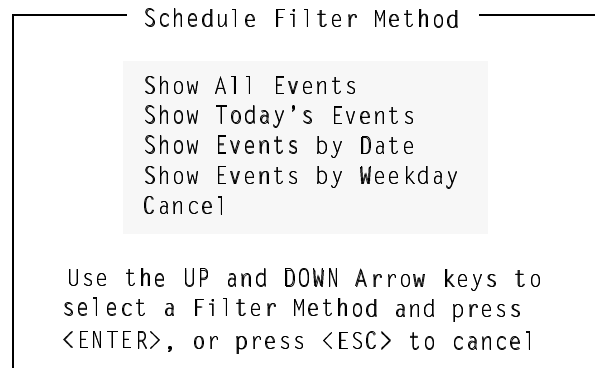 Schedule Filter Method
Show All Events
Show Today's Events
Show Events by Date
Show Events by Weekday
Cancel
Use the UP and DOWN Arrow keys to
select a Filter Method and press
<ENTER>, or press <ESC> to cancel